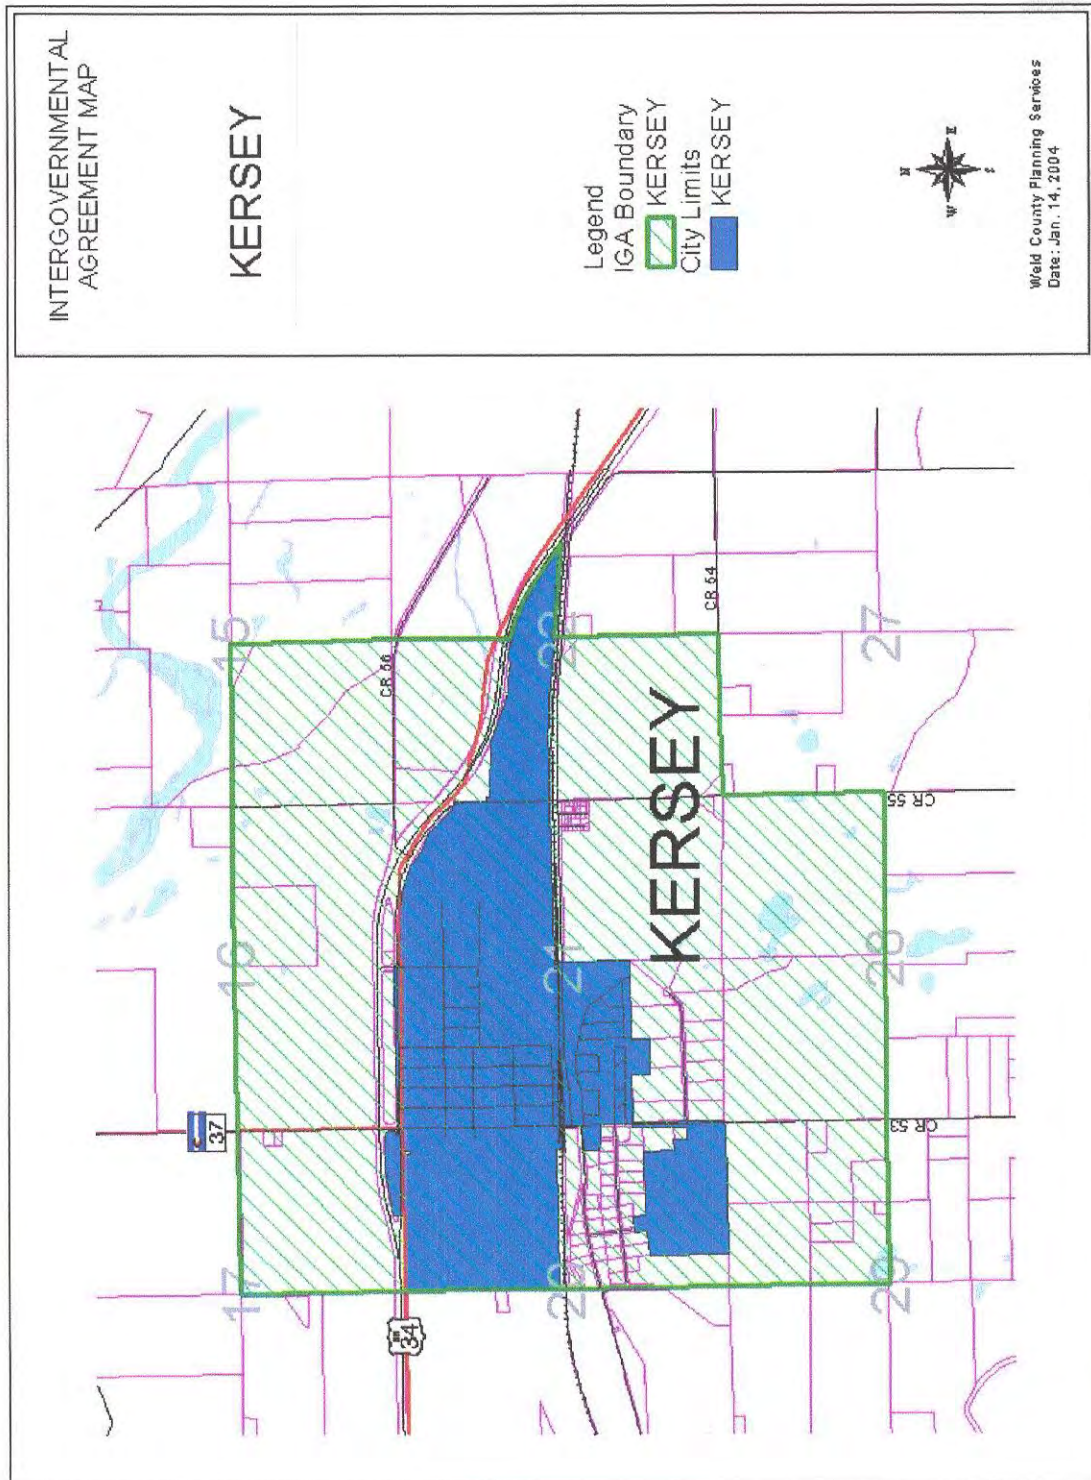 INTERGOVERNMENTAL
AGREEMENT MAP
KERSEY
Legend
IGA Boundary
KERSEY
City Limits
KERSEY
N
W
E
S
Weld County Planning Services
Date: Jan. 14, 2004
37
17
16
15
34
CR 56
20
21
22
KERSEY
CR 54
29
28
27
CR 53
CR 55